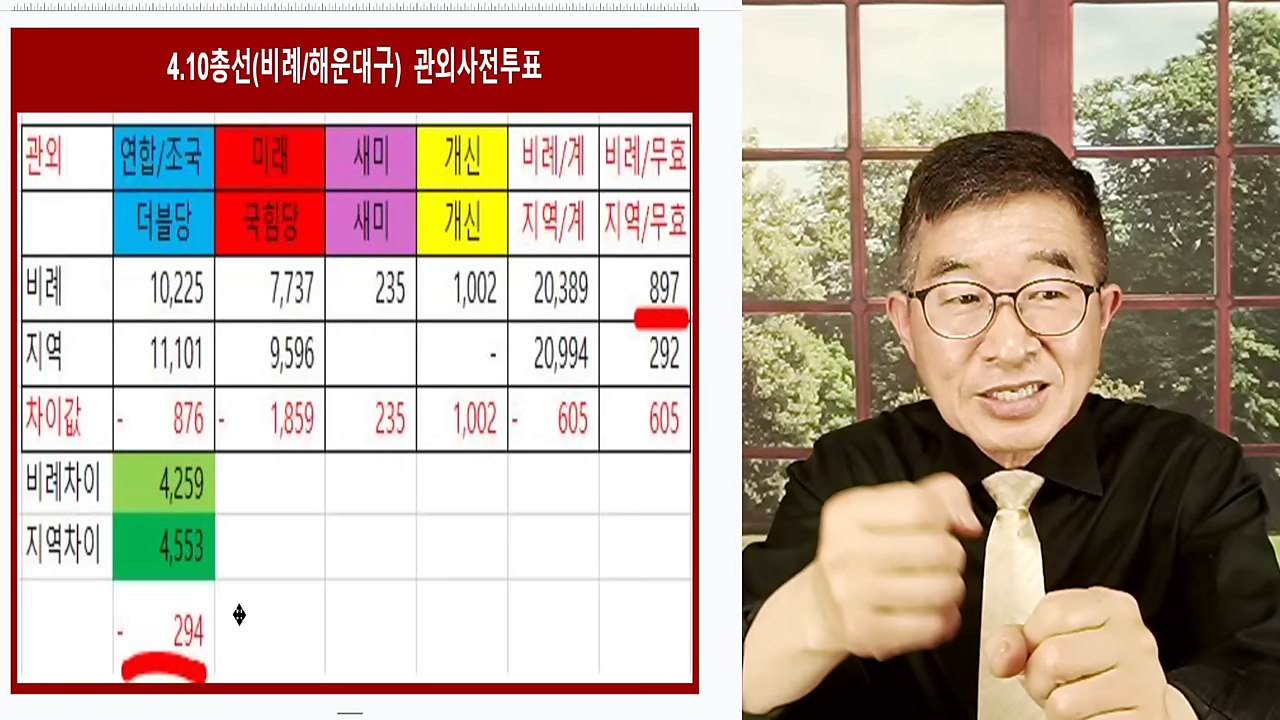 4.10총선(비례/해운대구) 관외사전투표
관외 연합/조국 미래 새미 개신 비례/계 비례/무효
더블당 국힘당 새미 개신 지역/계 지역/무효
비례 10,225 7,737 235 1,002 20,389 897
지역 11,101 9,596 - 20,994 292
차이값 - 876 - 1,859 235 1,002 - 605 605
비례차이 4,259
지역차이 4,553
- 294